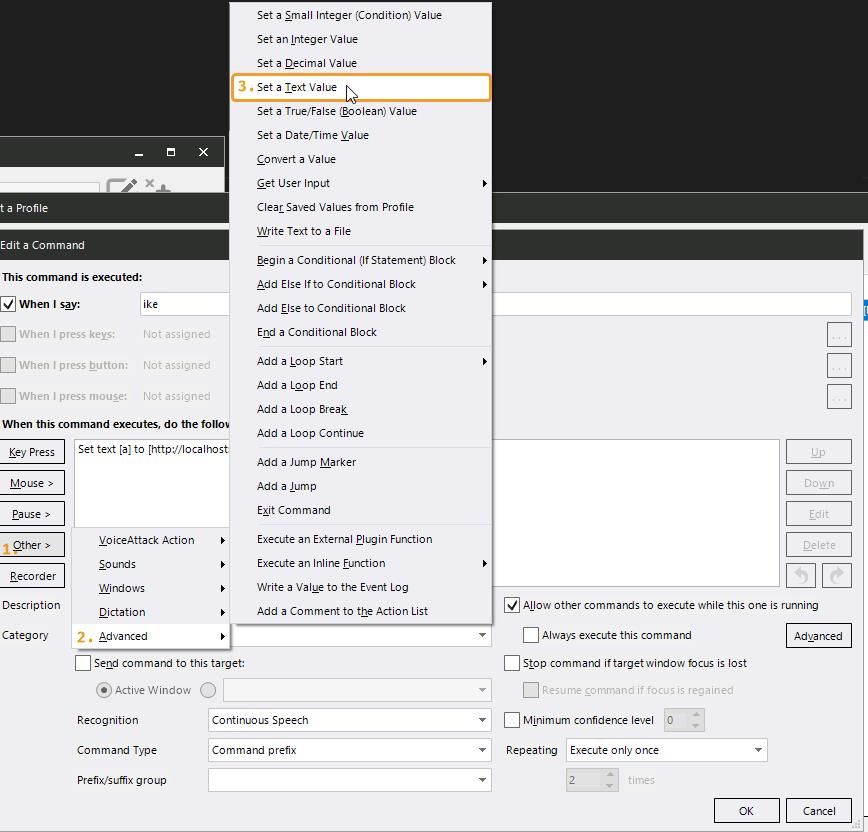 Set a Small Integer (Condition) Value
Set an Integer Value
Set a Decimal Value
3. Set a Text Value
Set a True/False (Boolean) Value
Set a Date/Time Value
Convert a Value
Get User Input
Clear Saved Values from Profile
Write Text to a File
Begin a Conditional (If Statement) Block
Add Else If to Conditional Block
Add Else to Conditional Block
End a Conditional Block
Add a Loop Start
Add a Loop End
Add a Loop Break
Add a Loop Continue
Add a Jump Marker
Add a Jump
Exit Command
Execute an External Plugin Function
Execute an Inline Function
Write a Value to the Event Log
Add a Comment to the Action List
t a Profile
Edit a Command
This command is executed:
When I say:
ike
When I press keys:
Not assigned
...
When I press button:
Not assigned
...
When I press mouse:
Not assigned
...
When this command executes, do the follow
Key Press
Mouse >
Pause >
1. Other >
Recorder
Set text [a] to [http://localhost:
Up
Down
Edit
Delete
VoiceAttack Action
Sounds
Windows
Dictation
2. Advanced
Description
Category
Allow other commands to execute while this one is running
Always execute this command
Advanced
Send command to this target:
Stop command if target window focus is lost
Active Window
Resume command if focus is regained
Recognition
Continuous Speech
Minimum confidence level
0
Command Type
Command prefix
Repeating
Execute only once
Prefix/suffix group
2
times
OK
Cancel